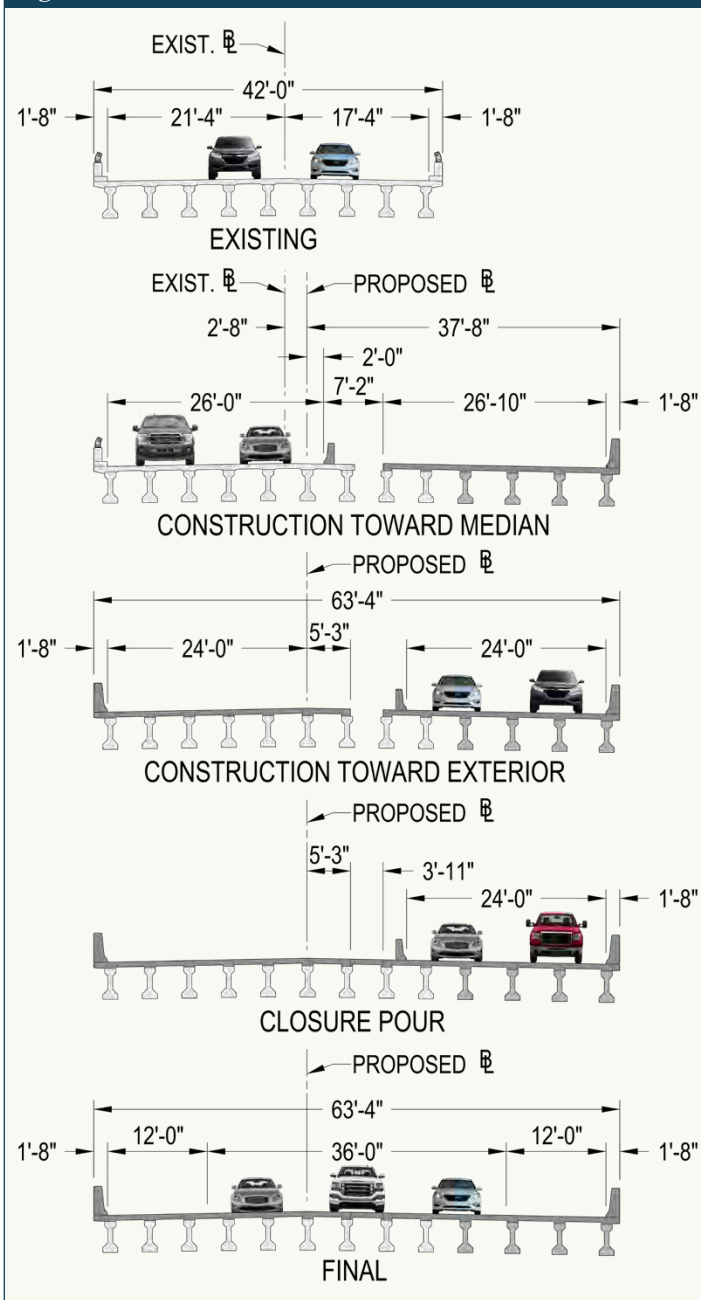 EXIST. ℄
42'-0"
1'-8" 21'-4" 17'-4" 1'-8"
EXISTING
EXIST. ℄ PROPOSED ℄
2'-8" 37'-8"
2'-0"
26'-0" 7'-2" 26'-10" 1'-8"
CONSTRUCTION TOWARD MEDIAN
PROPOSED ℄
63'-4"
1'-8" 24'-0" 5'-3" 24'-0"
CONSTRUCTION TOWARD EXTERIOR
PROPOSED ℄
5'-3" 3'-11"
24'-0" 1'-8"
CLOSURE POUR
PROPOSED ℄
63'-4"
1'-8" 12'-0" 36'-0" 12'-0" 1'-8"
FINAL